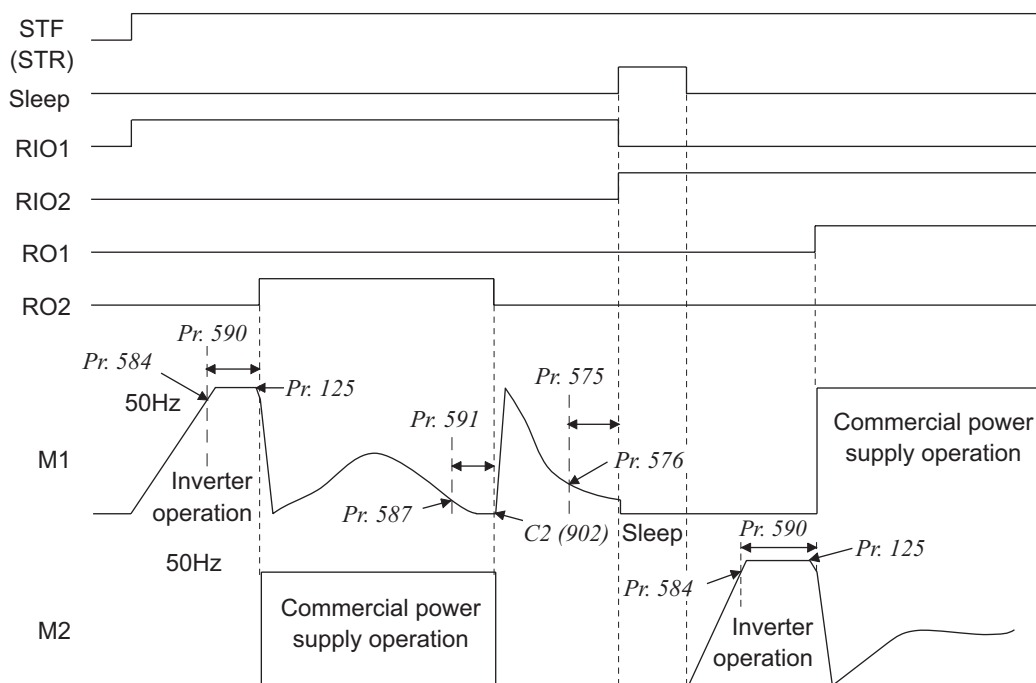 STF
(STR)
Sleep
RIO1
RIO2
RO1
RO2
Pr. 590
Pr. 584
Pr. 125
50Hz
Pr. 575
Pr. 591
Pr. 576
Commercial power
supply operation
M1
Inverter
operation
Pr. 587
C2 (902)
Sleep
Pr. 590
Pr. 125
50Hz
Pr. 584
Commercial power
supply operation
M2
Inverter
operation